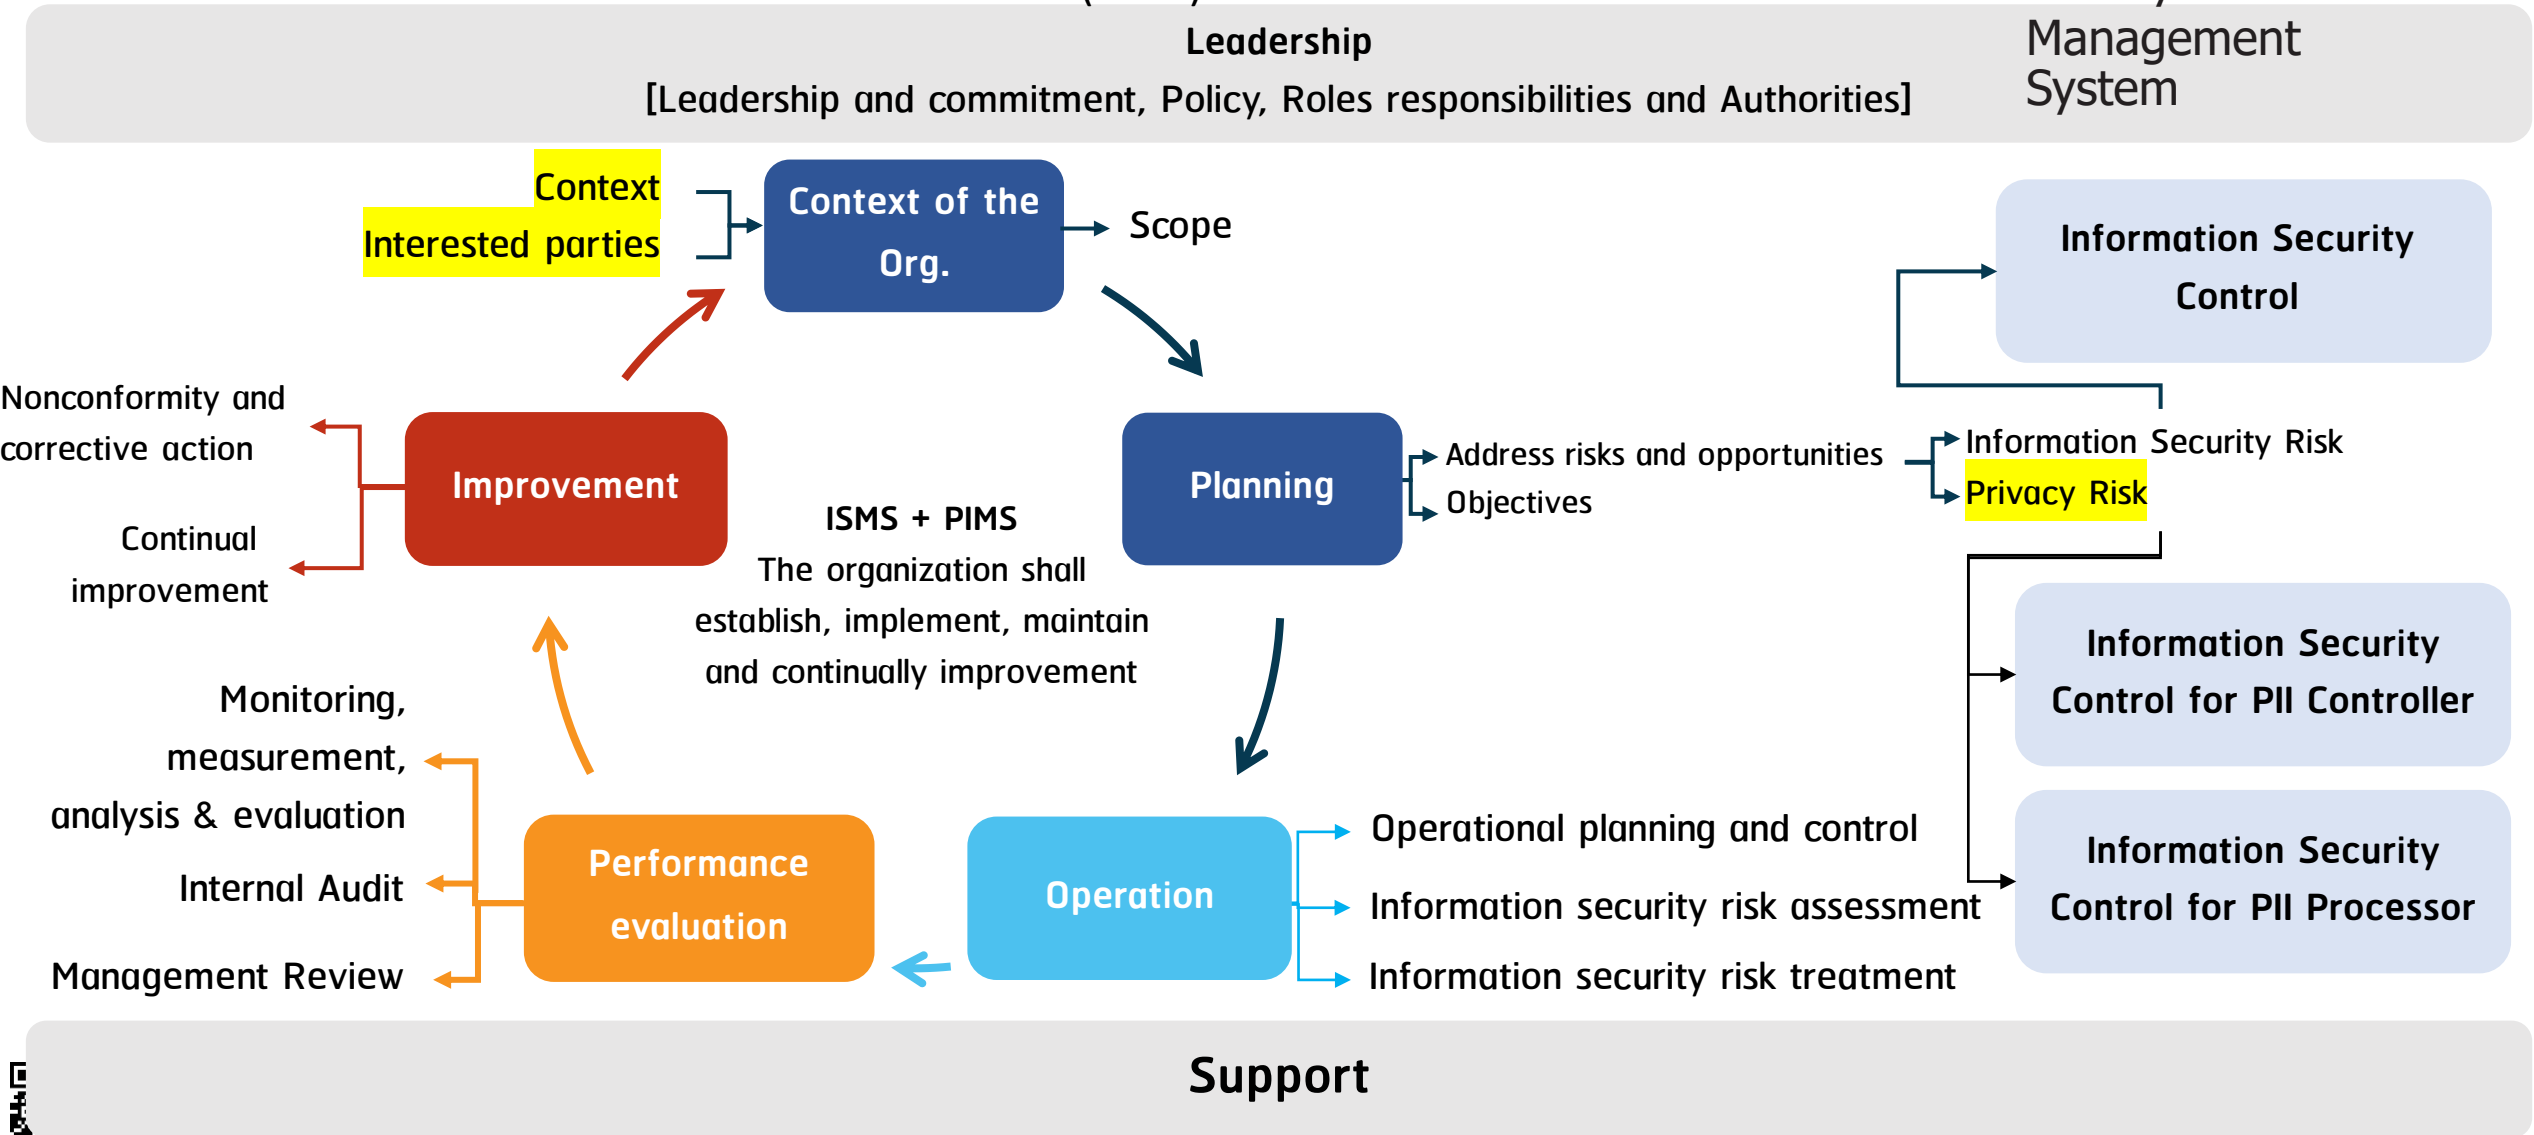 Leadership
[Leadership and commitment, Policy, Roles responsibilities and Authorities]
Management
System
Context
Interested parties
Context of the
Org.
Scope
Information Security
Control
Nonconformity and
corrective action
Improvement
Continual
improvement
ISMS + PIMS
The organization shall
establish, implement, maintain
and continually improvement
Planning
Address risks and opportunities
Objectives
Information Security Risk
Privacy Risk
Information Security
Control for PII Controller
Information Security
Control for PII Processor
Monitoring,
measurement,
analysis & evaluation
Internal Audit
Management Review
Performance
evaluation
Operation
Operational planning and control
Information security risk assessment
Information security risk treatment
Support